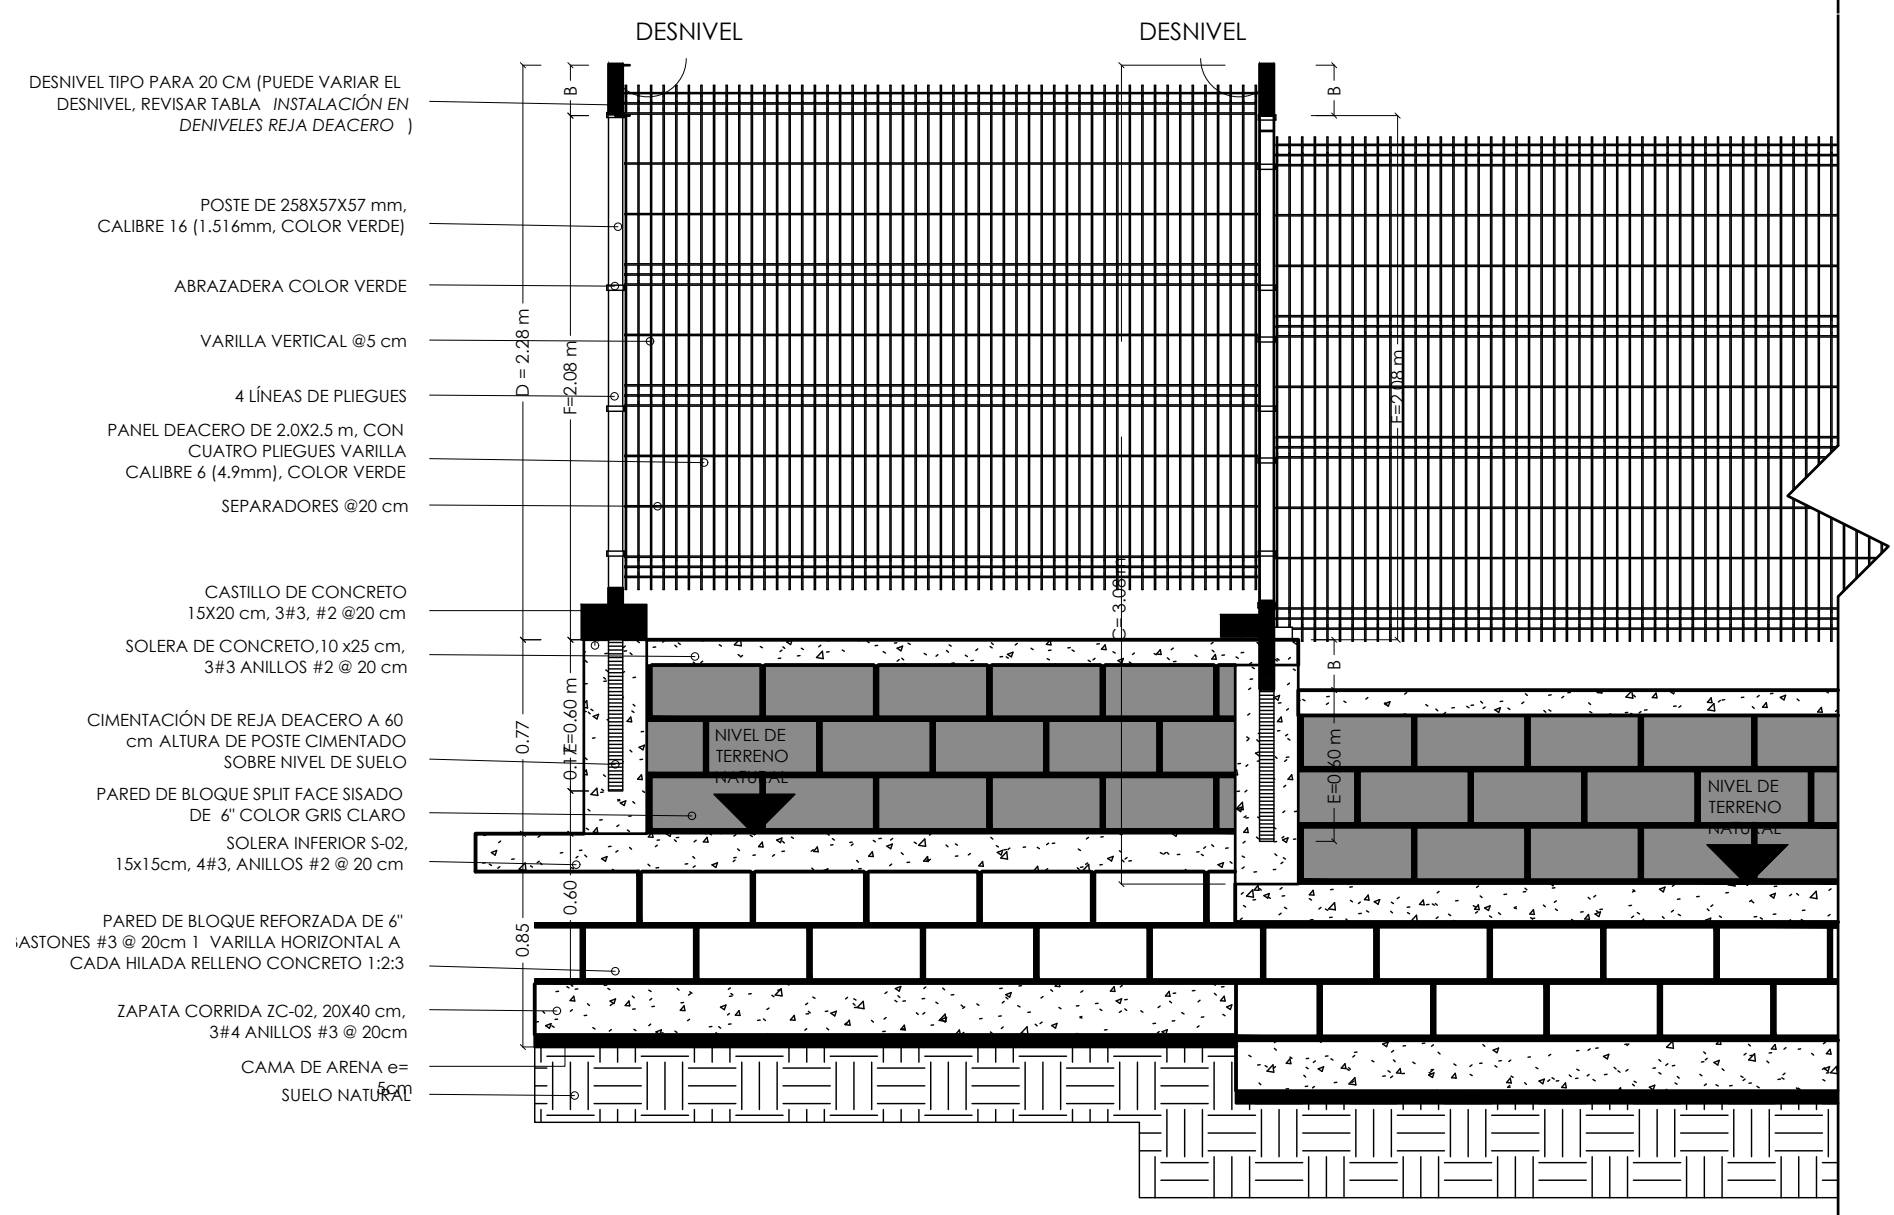 DESNIVEL
DESNIVEL
DESNIVEL TIPO PARA 20 CM (PUEDE VARIAR EL
DESNIVEL, REVISAR TABLA INSTALACIÓN EN
DENIVELES REJA DEACERO )
POSTE DE 258X57X57 mm,
CALIBRE 16 (1.516mm, COLOR VERDE)
ABRAZADERA COLOR VERDE
VARILLA VERTICAL @5 cm
4 LÍNEAS DE PLIEGUES
PANEL DEACERO DE 2.0X2.5 m, CON
CUATRO PLIEGUES VARILLA
CALIBRE 6 (4.9mm), COLOR VERDE
SEPARADORES @20 cm
CASTILLO DE CONCRETO
15X20 cm, 3#3, #2 @20 cm
SOLERA DE CONCRETO,10 x25 cm,
3#3 ANILLOS #2 @ 20 cm
CIMENTACIÓN DE REJA DEACERO A 60
cm ALTURA DE POSTE CIMENTADO
SOBRE NIVEL DE SUELO
PARED DE BLOQUE SPLIT FACE SISADO
DE 6" COLOR GRIS CLARO
SOLERA INFERIOR S-02,
15x15cm, 4#3, ANILLOS #2 @ 20 cm
PARED DE BLOQUE REFORZADA DE 6"
BASTONES #3 @ 20cm 1 VARILLA HORIZONTAL A
CADA HILADA RELLENO CONCRETO 1:2:3
ZAPATA CORRIDA ZC-02, 20X40 cm,
3#4 ANILLOS #3 @ 20cm
CAMA DE ARENA e=
5cm
SUELO NATURAL
D = 2.28 m
0.77
0.85
B
F=2.08 m
E=0.60 m
0.17
0.60
C=3.08 m
B
F=2.08 m
B
E=0.60 m
NIVEL DE
TERRENO
NATURAL
NIVEL DE
TERRENO
NATURAL